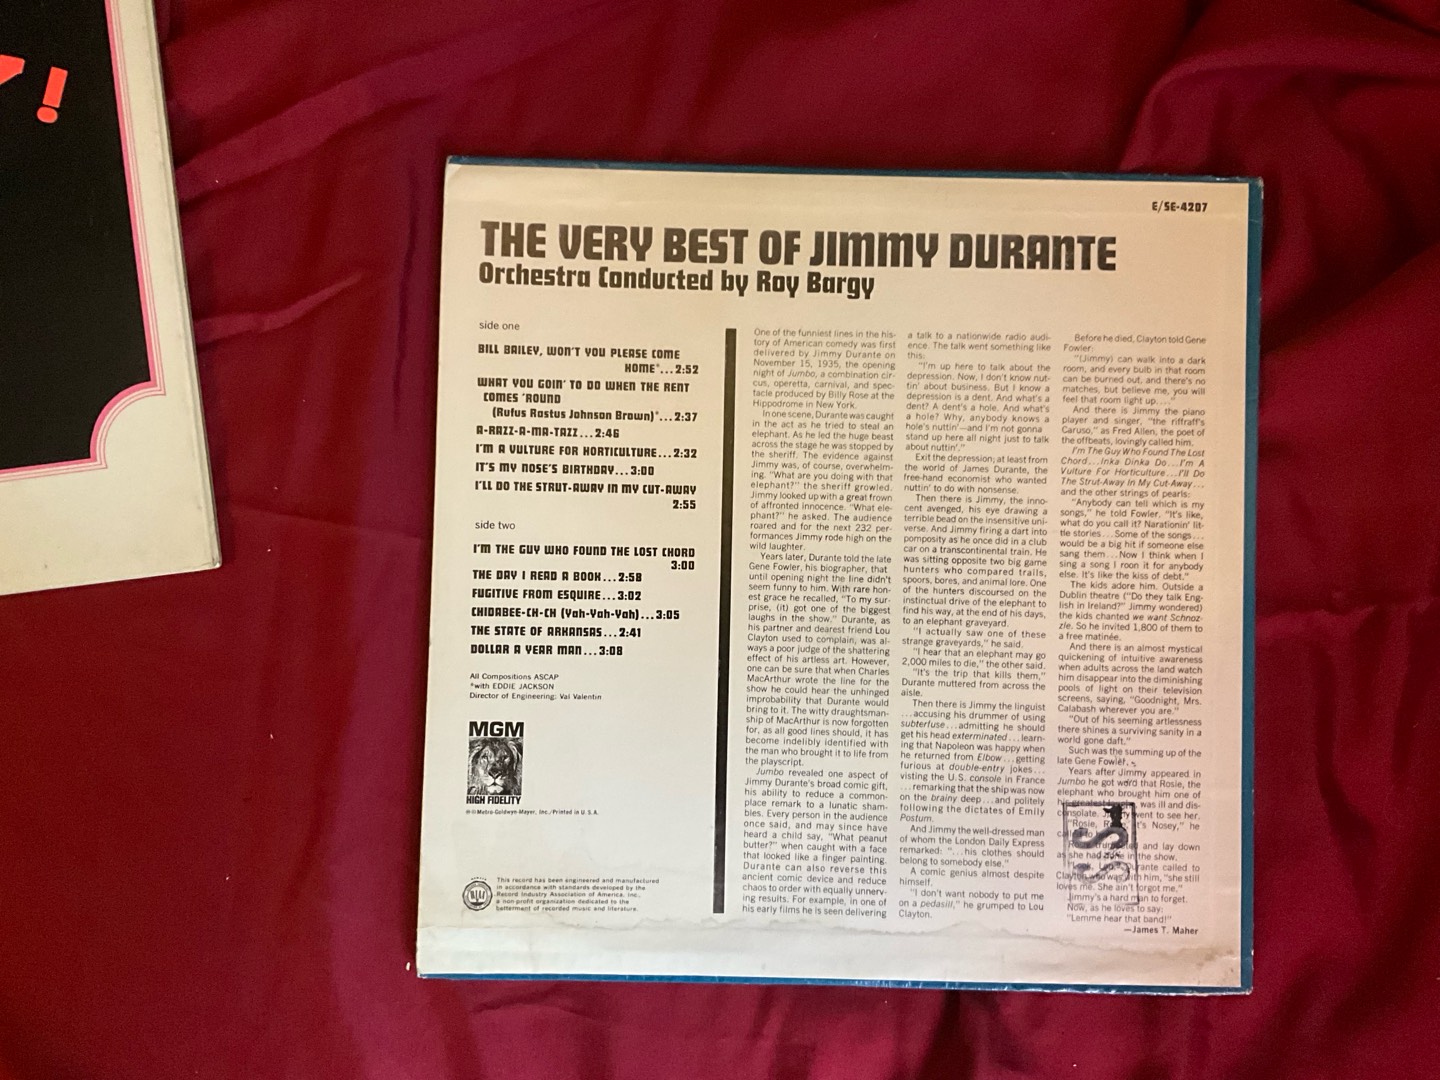 Y!
E/SE-4207
THE VERY BEST OF JIMMY DURANTE
Orchestra Conducted by Roy Bargy
side one
BILL BAILEY, WON'T YOU PLEASE COME
HOME*...2:52
WHAT YOU GOIN' TO DO WHEN THE RENT
COMES 'ROUND
(Rufus Rastus Johnson Brown)*...2:37
A-RAZZ-A-MA-TAZZ...2:46
I'M A VULTURE FOR HORTICULTURE...2:32
IT'S MY NOSE'S BIRTHDAY...3:00
I'LL DO THE STRUT-AWAY IN MY CUT-AWAY
2:55
side two
I'M THE GUY WHO FOUND THE LOST CHORD
3:00
THE DAY I READ A BOOK...2:58
FUGITIVE FROM ESQUIRE...3:02
CHIDABEE-CH-CH (Yah-Yah-Yah)...3:05
THE STATE OF ARKANSAS...2:41
DOLLAR A YEAR MAN...3:08
All Compositions ASCAP
*with EDDIE JACKSON
Director of Engineering: Val Valentin
MGM
HIGH FIDELITY
Metro-Goldwyn-Mayer, Inc./Printed in U.S.A.
This record has been engineered and manufactured
in accordance with standards developed by the
Record Industry Association of America, Inc.,
a non-profit organization dedicated to the
betterment of recorded music and literature.
One of the funniest lines in the his-
tory of American comedy was first
delivered by Jimmy Durante on
November 15, 1935, the opening
night of Jumbo, a combination cir-
cus, operetta, carnival, and spec-
tacle produced by Billy Rose at the
Hippodrome in New York.
In one scene, Durante was caught
in the act as he tried to steal an
elephant. As he led the huge beast
across the stage he was stopped by
the sheriff. The evidence against
Jimmy was, of course, overwhelm-
ing. "What are you doing with that
elephant?" the sheriff growled.
Jimmy looked up with a great frown
of affronted innocence. "What ele-
phant?" he asked. The audience
roared and for the next 232 per-
formances Jimmy rode high on the
wild laughter.
Years later, Durante told the late
Gene Fowler, his biographer, that
until opening night the line didn't
seem funny to him. With rare hon-
est grace he recalled, "To my sur-
prise, (it) got one of the biggest
laughs in the show." Durante, as
his partner and dearest friend Lou
Clayton used to complain, was al-
ways a poor judge of the shattering
effect of his artless art. However,
one can be sure that when Charles
MacArthur wrote the line for the
show he could hear the unhinged
improbability that Durante would
bring to it. The witty draughtsman-
ship of MacArthur is now forgotten
for, as all good lines should, it has
become indelibly identified with
the man who brought it to life from
the playscript.
Jumbo revealed one aspect of
Jimmy Durante's broad comic gift,
his ability to reduce a common-
place remark to a lunatic sham-
bles. Every person in the audience
once said, and may since have
heard a child say, "What peanut
butter?" when caught with a face
that looked like a finger painting.
Durante can also reverse this
ancient comic device and reduce
chaos to order with equally unnerv-
ing results. For example, in one of
his early films he is seen delivering
a talk to a nationwide radio audi-
ence. The talk went something like
this:
"I'm up here to talk about the
depression. Now, I don't know nut-
tin' about business. But I know a
depression is a dent. And what's a
dent? A dent's a hole. And what's
a hole? Why, anybody knows a
hole's nuttin'—and I'm not gonna
stand up here all night just to talk
about nuttin'."
Exit the depression; at least from
the world of James Durante, the
free-hand economist who wanted
nuttin' to do with nonsense.
Then there is Jimmy, the inno-
cent avenged, his eye drawing a
terrible bead on the insensitive uni-
verse. And Jimmy firing a dart into
pomposity as he once did in a club
car on a transcontinental train. He
was sitting opposite two big game
hunters who compared trails,
spoors, bores, and animal lore. One
of the hunters discoursed on the
instinctual drive of the elephant to
find his way, at the end of his days,
to an elephant graveyard.
"I actually saw one of these
strange graveyards," he said.
"I hear that an elephant may go
2,000 miles to die," the other said.
"It's the trip that kills them,"
Durante muttered from across the
aisle.
Then there is Jimmy the linguist
...accusing his drummer of using
subterfuse...admitting he should
get his head exterminated...learn-
ing that Napoleon was happy when
he returned from Elbow...getting
furious at double-entry jokes...
visting the U.S. console in France
...remarking that the ship was now
on the brainy deep...and politely
following the dictates of Emily
Postum.
And Jimmy the well-dressed man
of whom the London Daily Express
remarked: "...his clothes should
belong to somebody else."
A comic genius almost despite
himself.
"I don't want nobody to put me
on a pedasill," he grumped to Lou
Clayton.
Before he died, Clayton told Gene
Fowler:
"(Jimmy) can walk into a dark
room, and every bulb in that room
can be burned out, and there's no
matches, but believe me, you will
feel that room light up...."
And there is Jimmy the piano
player and singer, "the riffraff's
Caruso," as Fred Allen, the poet of
the offbeats, lovingly called him.
I'm The Guy Who Found The Lost
Chord...Inka Dinka Do...I'm A
Vulture For Horticulture...I'll Do
The Strut-Away In My Cut-Away...
and the other strings of pearls:
"Anybody can tell which is my
songs," he told Fowler. "It's like,
what do you call it? Narationin' lit-
tle stories...Some of the songs...
would be a big hit if someone else
sang them...Now I think when I
sing a song I roon it for anybody
else. It's like the kiss of debt."
The kids adore him. Outside a
Dublin theatre ("Do they talk Eng-
lish in Ireland?" Jimmy wondered)
the kids chanted we want Schnoz-
zle. So he invited 1,800 of them to
a free matinée.
And there is an almost mystical
quickening of intuitive awareness
when adults across the land watch
him disappear into the diminishing
pools of light on their television
screens, saying, "Goodnight, Mrs.
Calabash wherever you are."
"Out of his seeming artlessness
there shines a surviving sanity in a
world gone daft."
Such was the summing up of the
late Gene Fowler.
Years after Jimmy appeared in
Jumbo he got word that Rosie, the
elephant who brought him one of
his greatest laughs, was ill and dis-
consolate. went to see her.
"Rosie, it's Nosey," he
and lay down
as she had done in the show.
Durante called to
Clayton who was with him, "she still
loves me. She ain't forgot me."
Jimmy's a hard man to forget.
Now, as he loves to say:
"Lemme hear that band!"
—James T. Maher